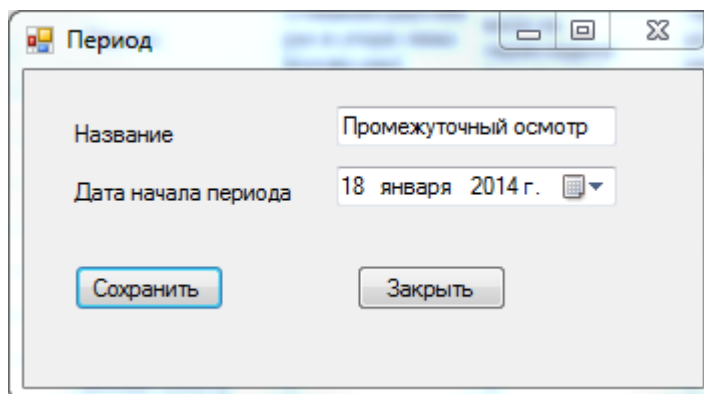 Период
Название
Промежуточный осмотр
Дата начала периода
18 января 2014 г.
Сохранить
Закрыть